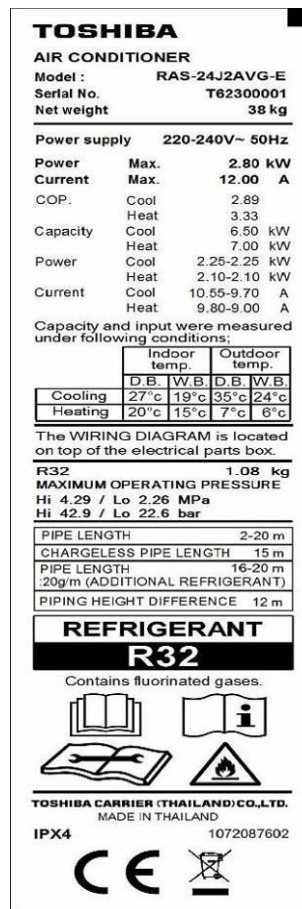 TOSHIBA
AIR CONDITIONER
Model : RAS-24J2AVG-E
Serial No. T62300001
Net weight 38 kg
Power supply 220-240V~ 50Hz
Power Max. 2.80 kW
Current Max. 12.00 A
COP. Cool 2.89
Heat 3.33
Capacity Cool 6.50 kW
Heat 7.00 kW
Power Cool 2.25-2.25 kW
Heat 2.10-2.10 kW
Current Cool 10.55-9.70 A
Heat 9.80-9.00 A
Capacity and input were measured
under following conditions;
Indoor temp. Outdoor temp.
D.B. W.B. D.B. W.B.
Cooling 27°c 19°c 35°c 24°c
Heating 20°c 15°c 7°c 6°c
The WIRING DIAGRAM is located
on top of the electrical parts box.
R32 1.08 kg
MAXIMUM OPERATING PRESSURE
Hi 4.29 / Lo 2.26 MPa
Hi 42.9 / Lo 22.6 bar
PIPE LENGTH 2-20 m
CHARGELESS PIPE LENGTH 15 m
PIPE LENGTH 16-20 m
:20g/m (ADDITIONAL REFRIGERANT)
PIPING HEIGHT DIFFERENCE 12 m
REFRIGERANT
R32
Contains fluorinated gases.
i
TOSHIBA CARRIER (THAILAND) CO.,LTD.
MADE IN THAILAND
IPX4 1072087602
CE